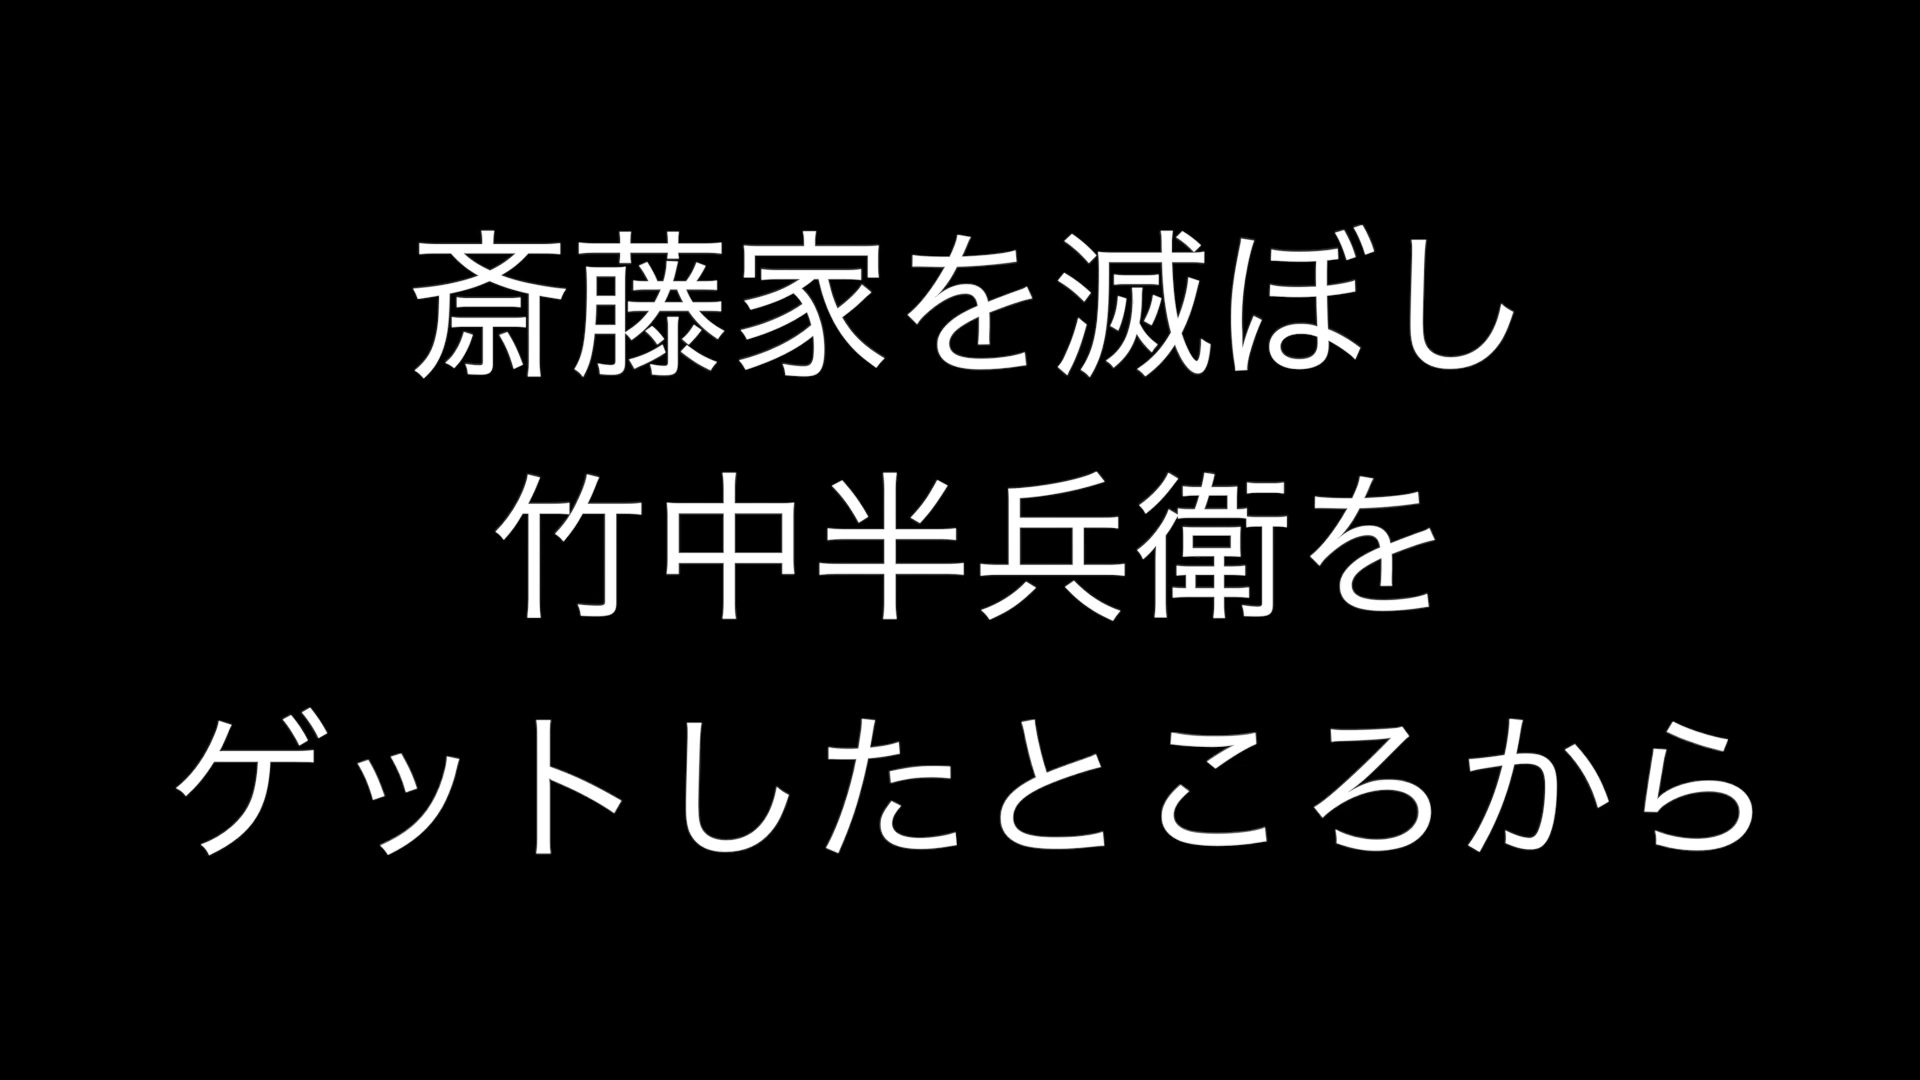 斎藤家を滅ぼし
竹中半兵衛を
ゲットしたところから